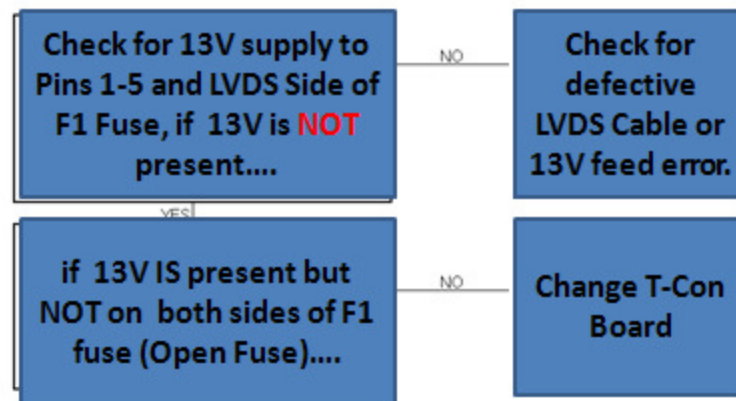 Check for 13V supply to
Pins 1-5 and LVDS Side of
F1 Fuse, if 13V is NOT
present....
NO
Check for
defective
LVDS Cable or
13V feed error.
YES
if 13V IS present but
NOT on both sides of F1
fuse (Open Fuse)....
NO
Change T-Con
Board